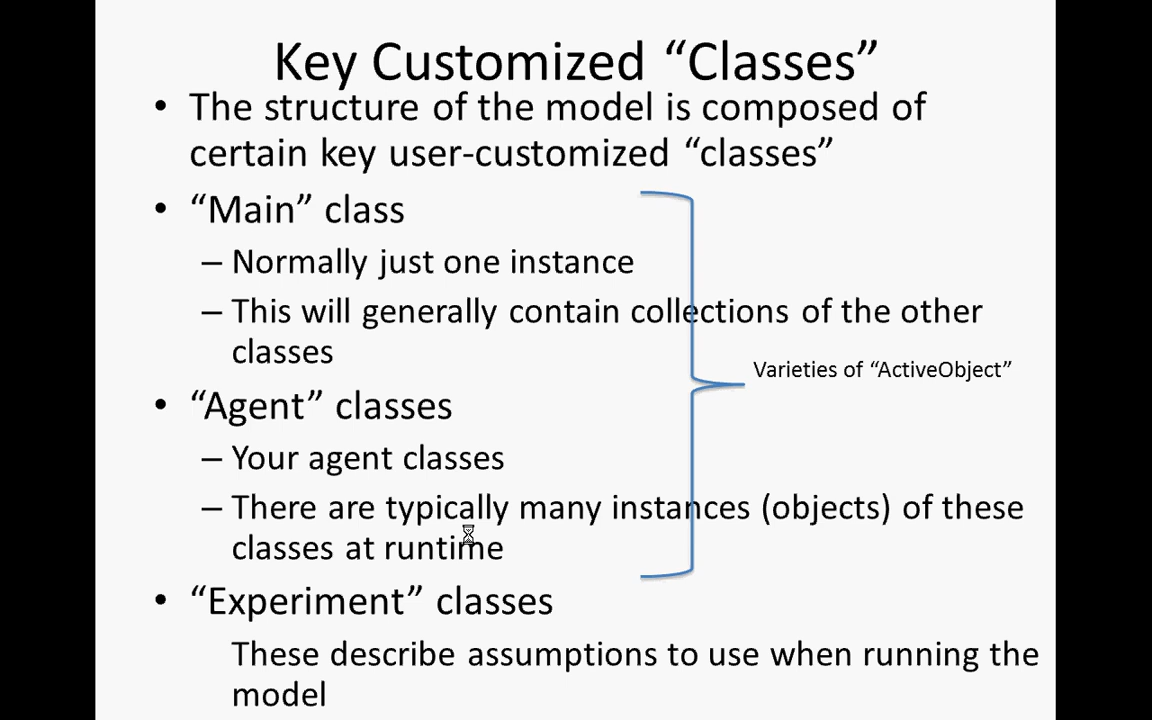 Key Customized “Classes”
• The structure of the model is composed of
certain key user-customized “classes”
• “Main” class
– Normally just one instance
– This will generally contain collections of the other
classes
Varieties of “ActiveObject”
• “Agent” classes
– Your agent classes
– There are typically many instances (objects) of these
classes at runtime
• “Experiment” classes
These describe assumptions to use when running the
model